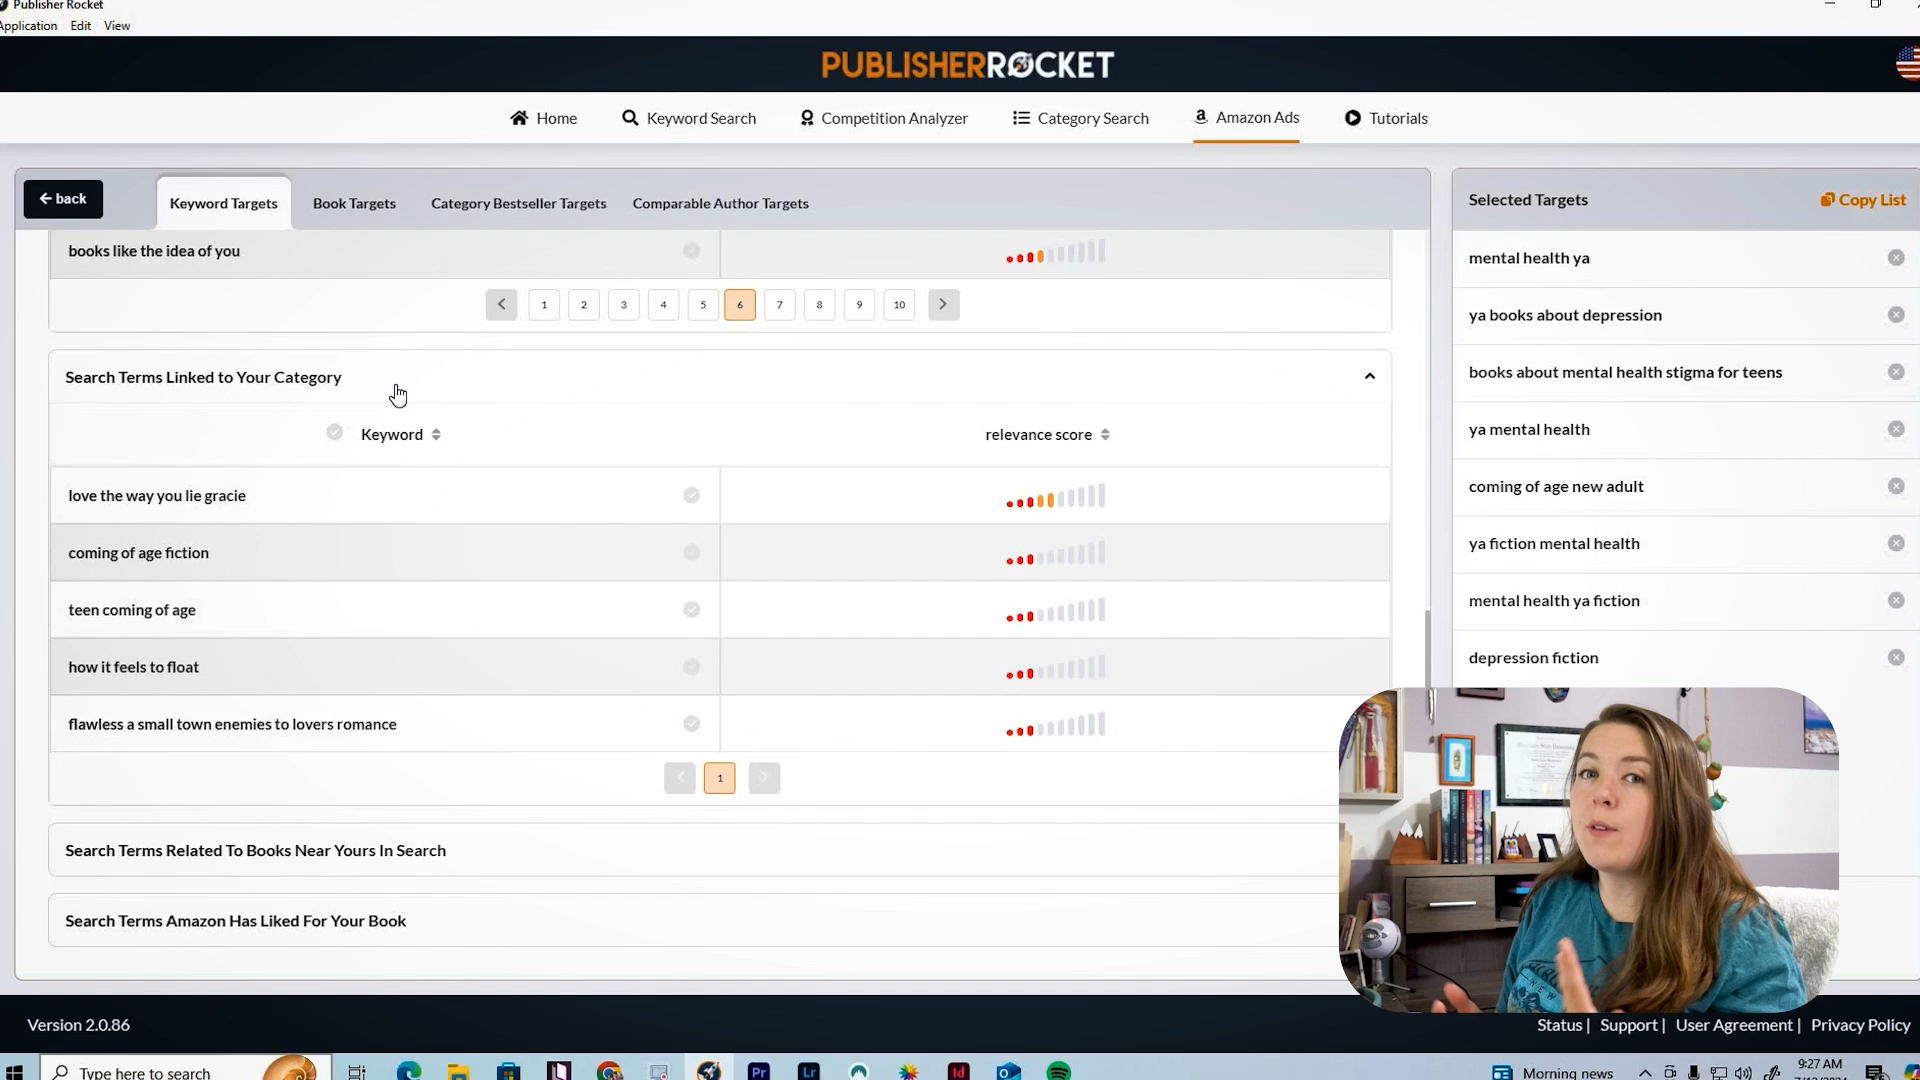 Publisher Rocket
Application Edit View
PUBLISHER ROCKET
Home Keyword Search Competition Analyzer Category Search Amazon Ads Tutorials
back Keyword Targets Book Targets Category Bestseller Targets Comparable Author Targets
books like the idea of you
1 2 3 4 5 6 7 8 9 10
Search Terms Linked to Your Category
Keyword relevance score
love the way you lie gracie
coming of age fiction
teen coming of age
how it feels to float
flawless a small town enemies to lovers romance
1
Search Terms Related To Books Near Yours In Search
Search Terms Amazon Has Liked For Your Book
Selected Targets Copy List
mental health ya
ya books about depression
books about mental health stigma for teens
ya mental health
coming of age new adult
ya fiction mental health
mental health ya fiction
depression fiction
Version 2.0.86
Status | Support | User Agreement | Privacy Policy
Type here to search
Pr Lr Id
Morning news
9:27 AM